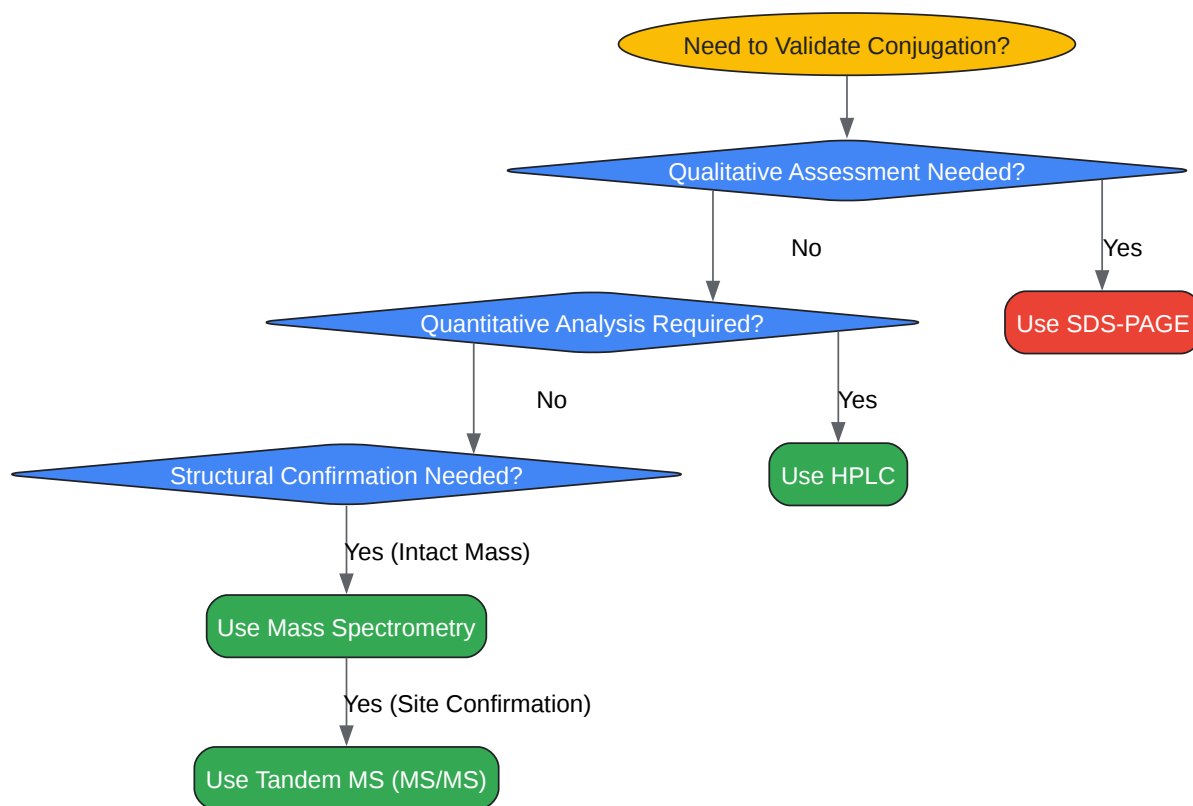 Need to Validate Conjugation?
Qualitative Assessment Needed?
No
Yes
Quantitative Analysis Required?
Use SDS-PAGE
No
Yes
Structural Confirmation Needed?
Use HPLC
Yes (Intact Mass)
Use Mass Spectrometry
Yes (Site Confirmation)
Use Tandem MS (MS/MS)